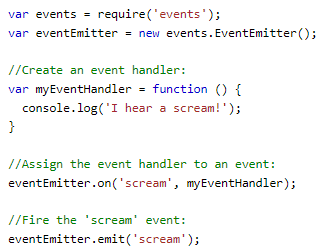 var events = require('events');
var eventEmitter = new events.EventEmitter();

//Create an event handler:
var myEventHandler = function () {
  console.log('I hear a scream!');
}

//Assign the event handler to an event:
eventEmitter.on('scream', myEventHandler);

//Fire the 'scream' event:
eventEmitter.emit('scream');